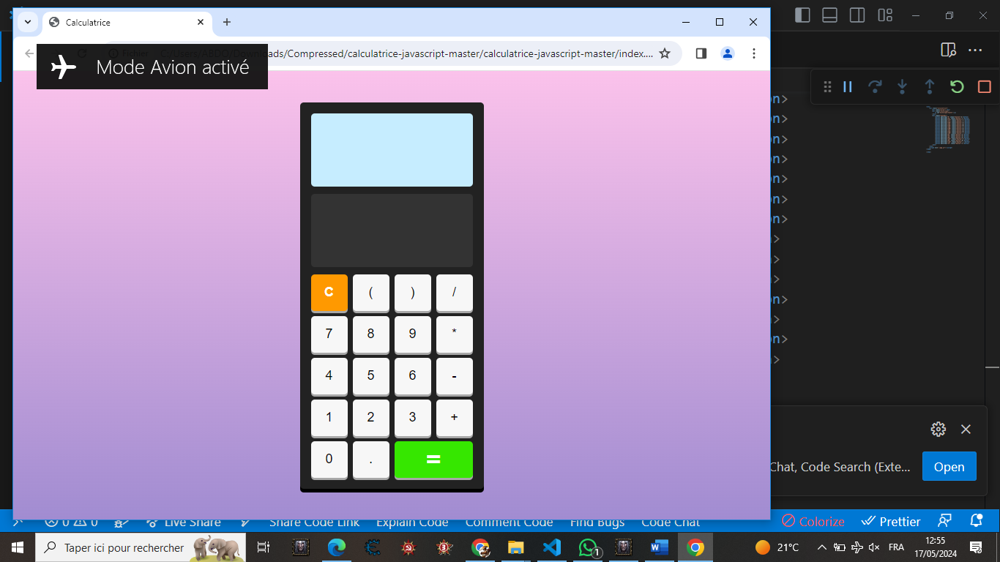 Calculatrice
/Downloads/Compressed/calculatrice-javascript-master/calculatrice-javascript-master/index....
Mode Avion activé
on>
on>
on>
on>
on>
on>
on>
>
>
>
on>
>
on>
>
C ( ) /
7 8 9 *
4 5 6 -
1 2 3 +
0 . =
Chat, Code Search (Exte...
Open
0 0
Live Share
Share Code Link
Explain Code
Comment Code
Find Bugs
Code Chat
Colorize
Prettier
Taper ici pour rechercher
1
21°C
FRA
12:55
17/05/2024